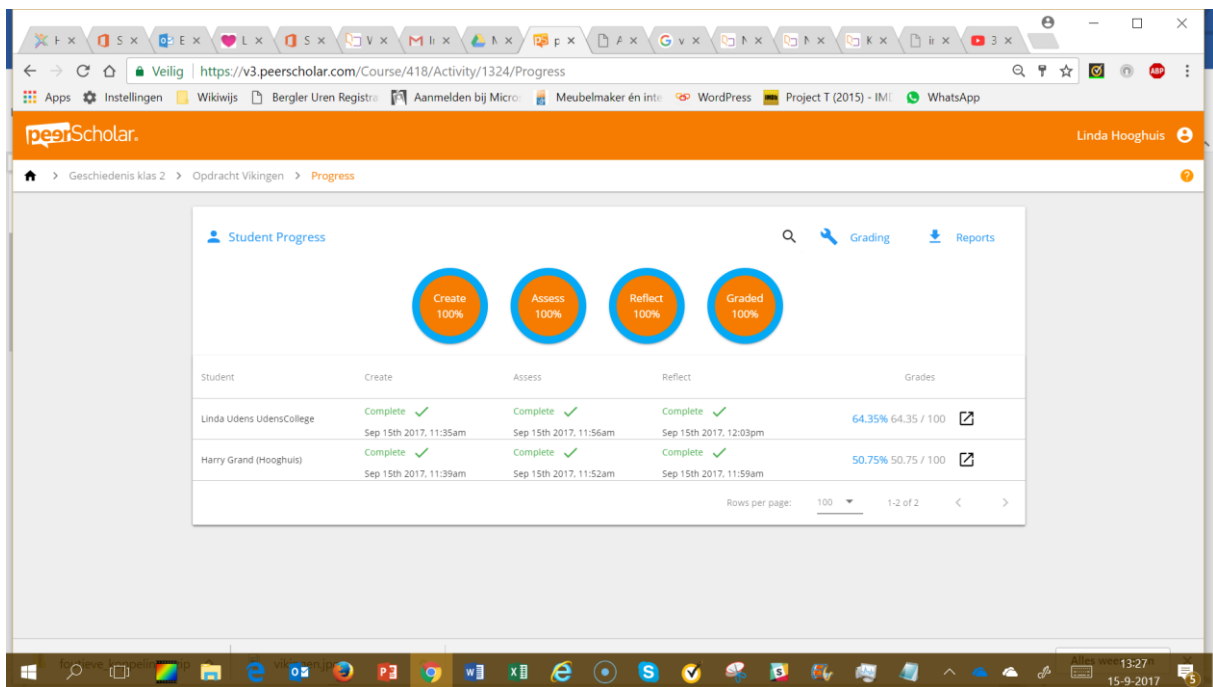 Veilig https://v3.peerscholar.com/Course/418/Activity/1324/Progress
Apps Instellingen Wikiwijs Bergler Uren Registra Aanmelden bij Micro Meubelmaker én inte WordPress Project T (2015) - IM WhatsApp
peerScholar.
Linda Hooghuis
> Geschiedenis klas 2 > Opdracht Vikingen > Progress
Student Progress
Grading Reports
Create Assess Reflect Graded
100% 100% 100% 100%
Student Create Assess Reflect Grades
Linda Udens UdensCollege Complete Complete Complete 64.35% 64.35 / 100
Sep 15th 2017, 11:35am Sep 15th 2017, 11:56am Sep 15th 2017, 12:03pm
Harry Grand (Hooghuis) Complete Complete Complete 50.75% 50.75 / 100
Sep 15th 2017, 11:39am Sep 15th 2017, 11:52am Sep 15th 2017, 11:59am
Rows per page: 100 1-2 of 2
13:27
15-9-2017